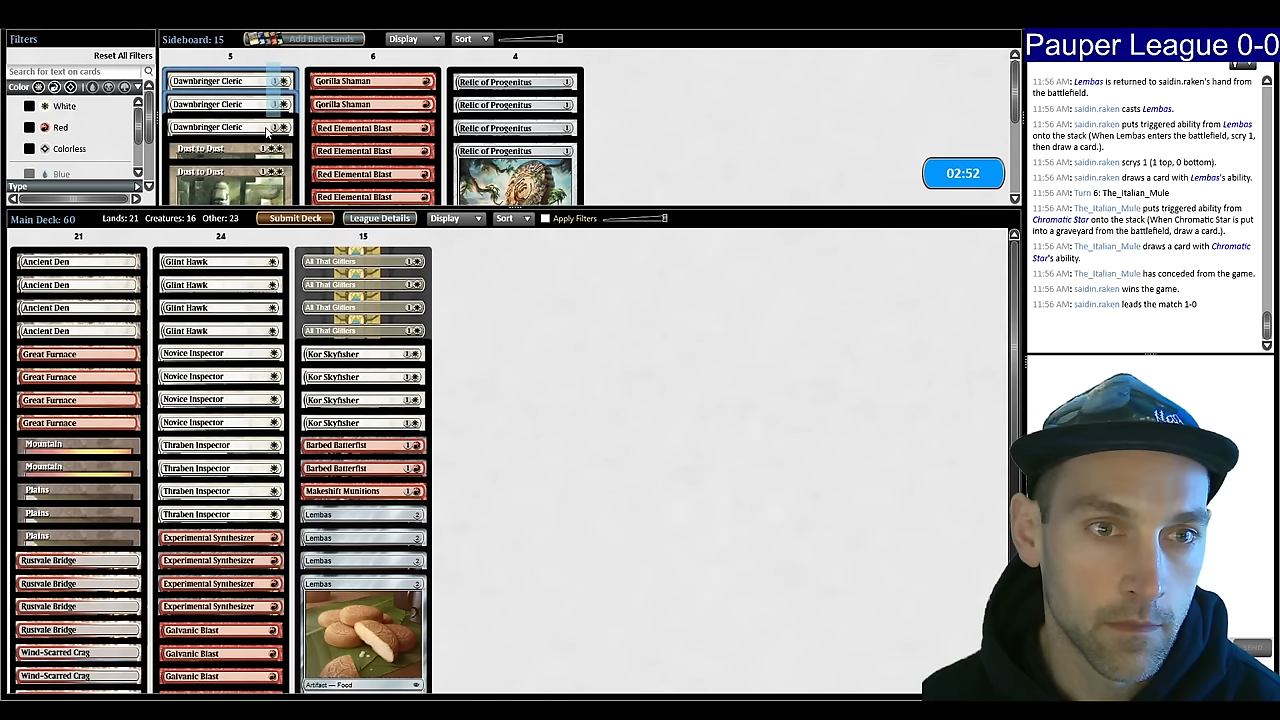 Filters
Reset All Filters
Search for text on cards
Color
White
Red
Colorless
Blue
Type
Sideboard: 15
Add Basic Lands
Display
Sort
5
6
4
Dawnbringer Cleric
Dawnbringer Cleric
Dawnbringer Cleric
Dust to Dust
Dust to Dust
Gorilla Shaman
Gorilla Shaman
Red Elemental Blast
Red Elemental Blast
Red Elemental Blast
Red Elemental Blast
Relic of Progenitus
Relic of Progenitus
Relic of Progenitus
Relic of Progenitus
02:52
Main Deck: 60
Lands: 21 Creatures: 16 Other: 23
Submit Deck
League Details
Display
Sort
Apply Filters
21
24
15
Ancient Den
Ancient Den
Ancient Den
Ancient Den
Great Furnace
Great Furnace
Great Furnace
Great Furnace
Mountain
Mountain
Plains
Plains
Plains
Rustvale Bridge
Rustvale Bridge
Rustvale Bridge
Rustvale Bridge
Wind-Scarred Crag
Wind-Scarred Crag
Glint Hawk
Glint Hawk
Glint Hawk
Glint Hawk
Novice Inspector
Novice Inspector
Novice Inspector
Novice Inspector
Thraben Inspector
Thraben Inspector
Thraben Inspector
Thraben Inspector
Experimental Synthesizer
Experimental Synthesizer
Experimental Synthesizer
Experimental Synthesizer
Galvanic Blast
Galvanic Blast
Galvanic Blast
All That Glitters
All That Glitters
All That Glitters
All That Glitters
Kor Skyfisher
Kor Skyfisher
Kor Skyfisher
Kor Skyfisher
Barbed Batterfist
Barbed Batterfist
Makeshift Munitions
Lembas
Lembas
Lembas
Lembas
Artifact — Food
Pauper League 0-0
11:56 AM: Lembas is returned to saidin.raken's hand from
the battlefield.
11:56 AM: saidin.raken casts Lembas.
11:56 AM: saidin.raken puts triggered ability from Lembas
onto the stack (When Lembas enters the battlefield, scry 1,
then draw a card.).
11:56 AM: saidin.raken scrys 1 (1 top, 0 bottom).
11:56 AM: saidin.raken draws a card with Lembas's ability.
11:56 AM: Turn 6: The_Italian_Mule
11:56 AM: The_Italian_Mule puts triggered ability from
Chromatic Star onto the stack (When Chromatic Star is put
into a graveyard from the battlefield, draw a card.).
11:56 AM: The_Italian_Mule draws a card with Chromatic
Star's ability.
11:56 AM: The_Italian_Mule has conceded from the game.
11:56 AM: saidin.raken wins the game.
11:56 AM: saidin.raken leads the match 1-0